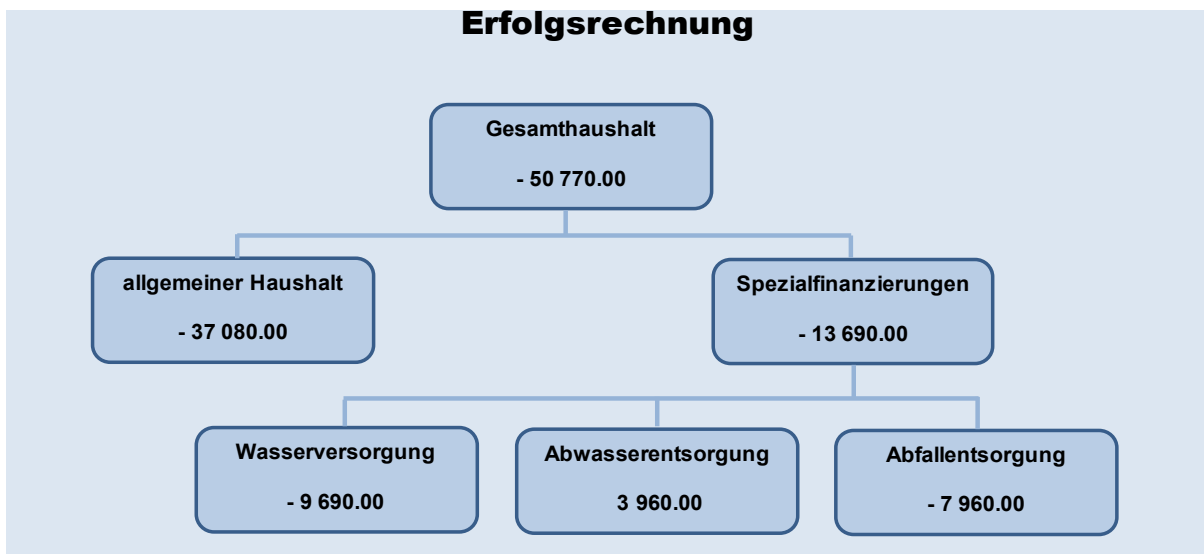 Erfolgsrechnung
Gesamthaushalt
- 50 770.00
allgemeiner Haushalt
- 37 080.00
Spezialfinanzierungen
- 13 690.00
Wasserversorgung
- 9 690.00
Abwasserentsorgung
3 960.00
Abfallentsorgung
- 7 960.00